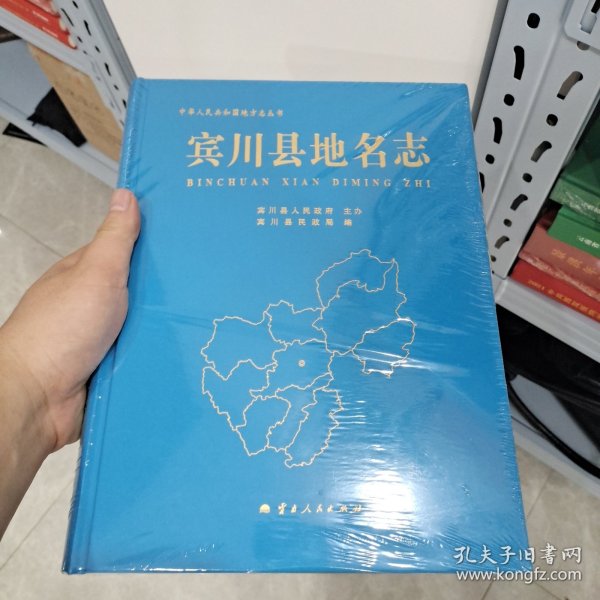 中华人民共和国地方志丛书
宾川县地名志
BINCHUAN XIAN DIMING ZHI
宾川县人民政府 主办
宾川县民政局 编
云南人民出版社
孔夫子旧书网
www.kongfz.com